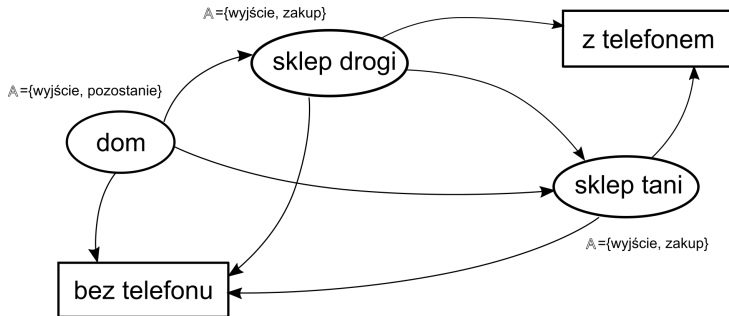 𝔸={wyjście, zakup}
z telefonem
sklep drogi
𝔸={wyjście, pozostanie}
dom
sklep tani
𝔸={wyjście, zakup}
bez telefonu